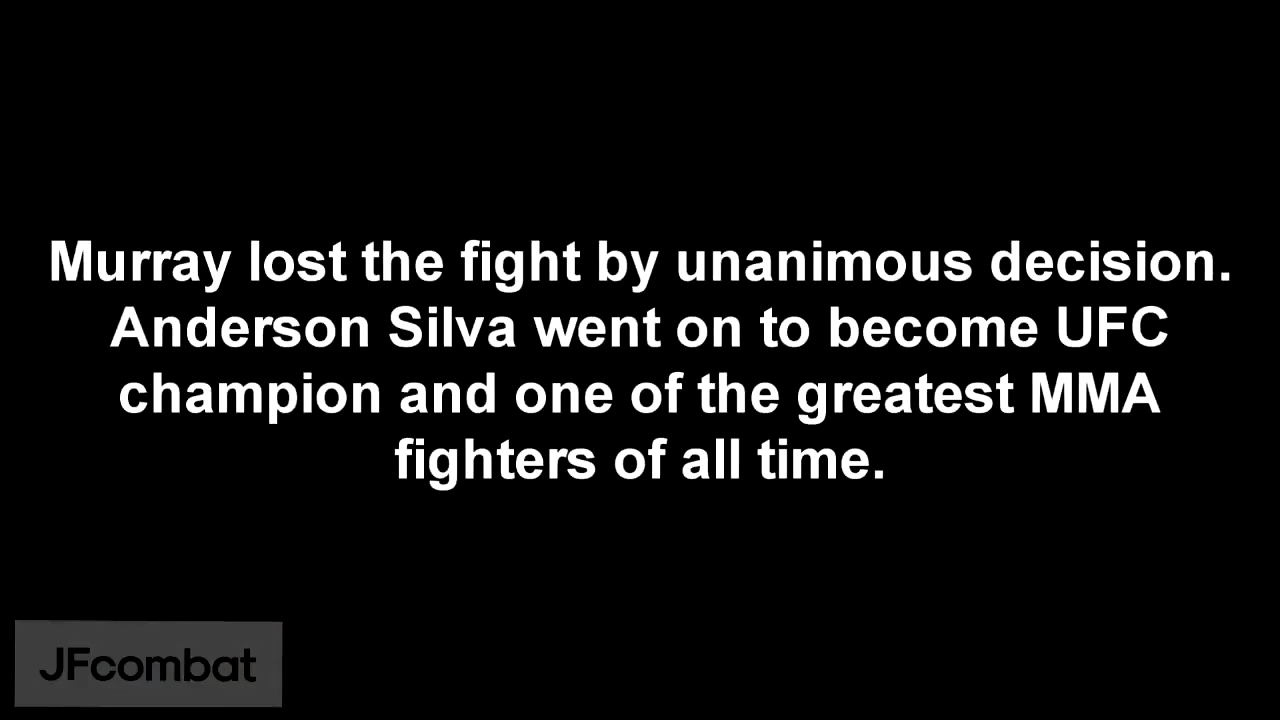 Murray lost the fight by unanimous decision.
Anderson Silva went on to become UFC
champion and one of the greatest MMA
fighters of all time.
JFcombat